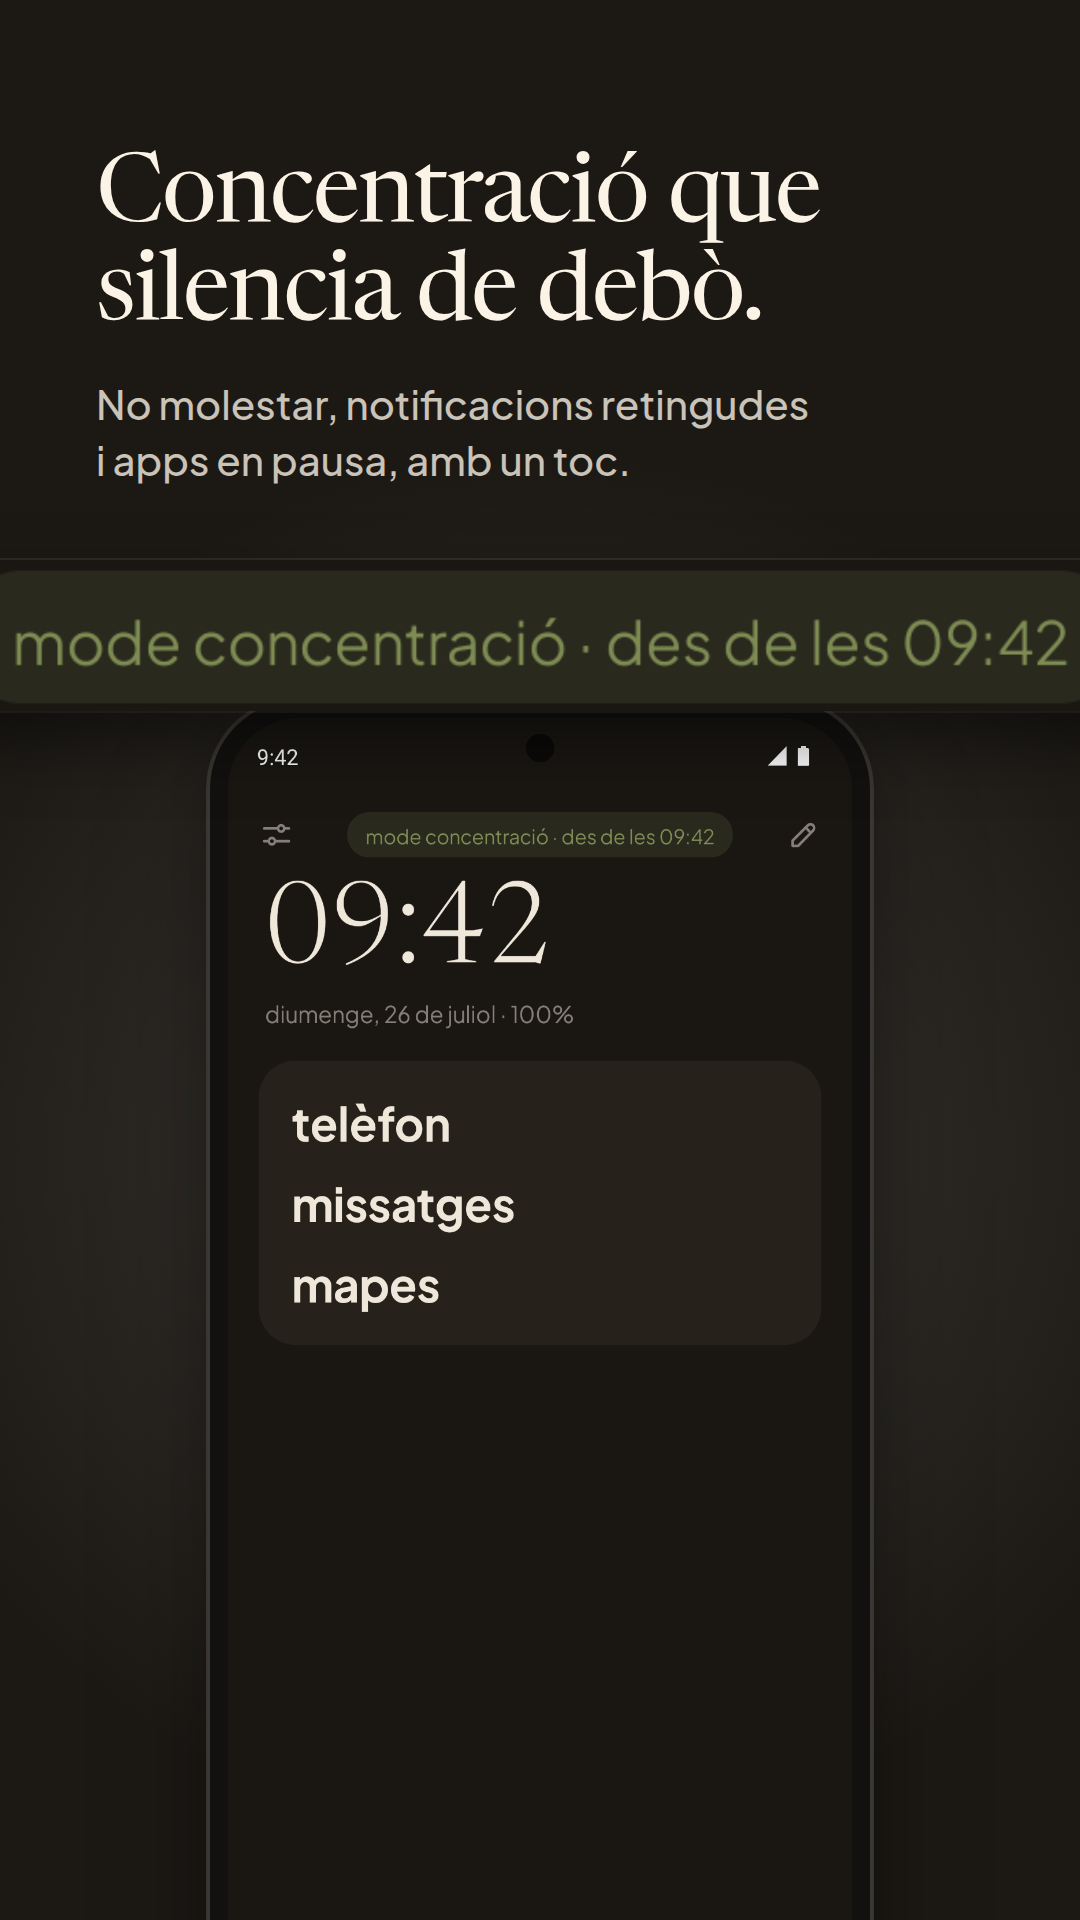 Concentració que
silencia de debò.
No molestar, notificacions retingudes
i apps en pausa, amb un toc.
mode concentració · des de les 09:42
9:42
mode concentració · des de les 09:42
09:42
diumenge, 26 de juliol · 100%
telèfon
missatges
mapes